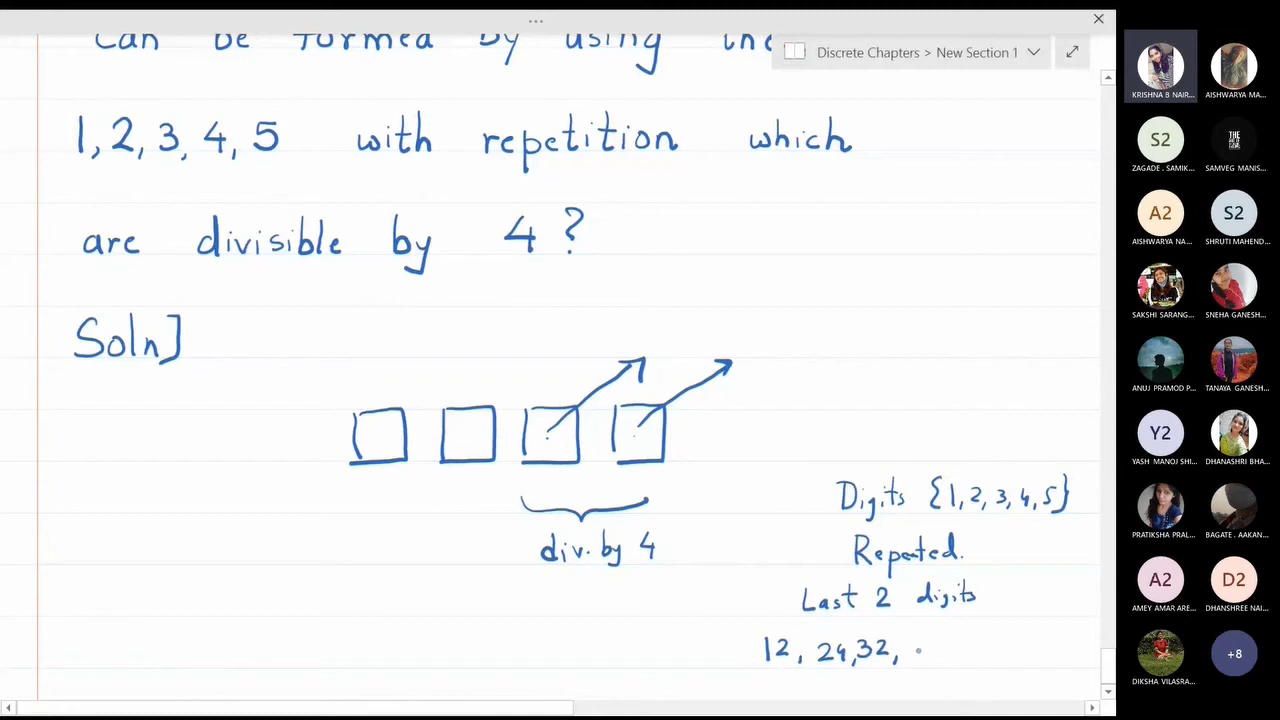 ...
Discrete Chapters > New Section 1
can be formed by using the
1, 2, 3, 4, 5 with repetition which
are divisible by 4 ?
Soln]
div. by 4
Digits {1, 2, 3, 4, 5}
Repeated.
Last 2 digits
12, 24, 32,
KRISHNA B NAIR...
AISHWARYA MA...
S2
ZAGADE . SAMIK...
SAMVEG MANIS...
A2
AISHWARYA NA...
S2
SHRUTI MAHEND...
SAKSHI SARANG...
SNEHA GANESH...
ANUJ PRAMOD P...
TANAYA GANESH...
Y2
YASH MANOJ SHI...
DHANASHRI BHA...
PRATIKSHA PRAL...
BAGATE . AAKAN...
A2
AMEY AMAR ARE...
D2
DHANSHREE NAI...
DIKSHA VILASRA...
+8